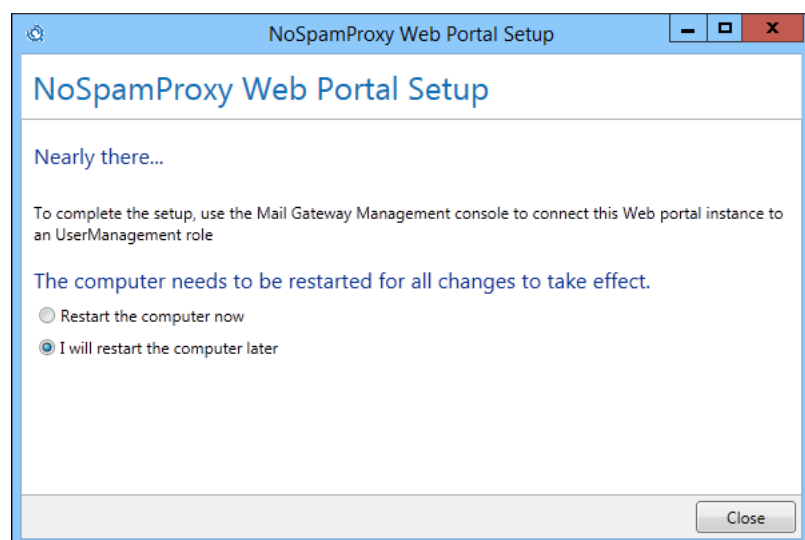 NoSpamProxy Web Portal Setup
NoSpamProxy Web Portal Setup
Nearly there...
To complete the setup, use the Mail Gateway Management console to connect this Web portal instance to
an UserManagement role
The computer needs to be restarted for all changes to take effect.
Restart the computer now
I will restart the computer later
Close